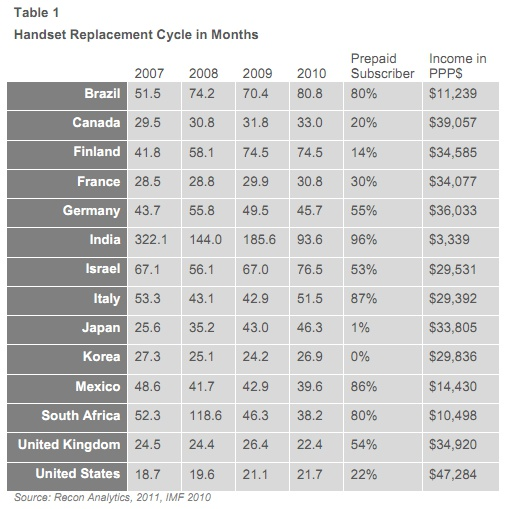 Table 1
Handset Replacement Cycle in Months
Prepaid Income in
2007 2008 2009 2010 Subscriber PPP$
Brazil 51.5 74.2 70.4 80.8 80% $11,239
Canada 29.5 30.8 31.8 33.0 20% $39,057
Finland 41.8 58.1 74.5 74.5 14% $34,585
France 28.5 28.8 29.9 30.8 30% $34,077
Germany 43.7 55.8 49.5 45.7 55% $36,033
India 322.1 144.0 185.6 93.6 96% $3,339
Israel 67.1 56.1 67.0 76.5 53% $29,531
Italy 53.3 43.1 42.9 51.5 87% $29,392
Japan 25.6 35.2 43.0 46.3 1% $33,805
Korea 27.3 25.1 24.2 26.9 0% $29,836
Mexico 48.6 41.7 42.9 39.6 86% $14,430
South Africa 52.3 118.6 46.3 38.2 80% $10,498
United Kingdom 24.5 24.4 26.4 22.4 54% $34,920
United States 18.7 19.6 21.1 21.7 22% $47,284
Source: Recon Analytics, 2011, IMF 2010